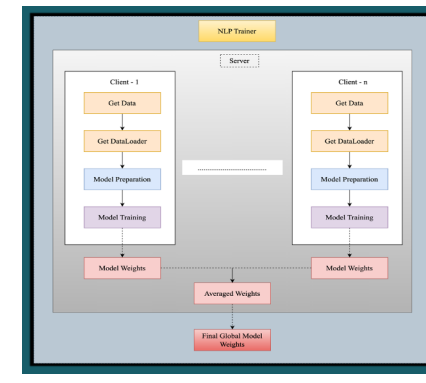 NLP Trainer
Server
Client - 1
Get Data
Get DataLoader
Model Preparation
Model Training
Model Weights
Client - n
Get Data
Get DataLoader
Model Preparation
Model Training
Model Weights
Averaged Weights
Final Global Model
Weights